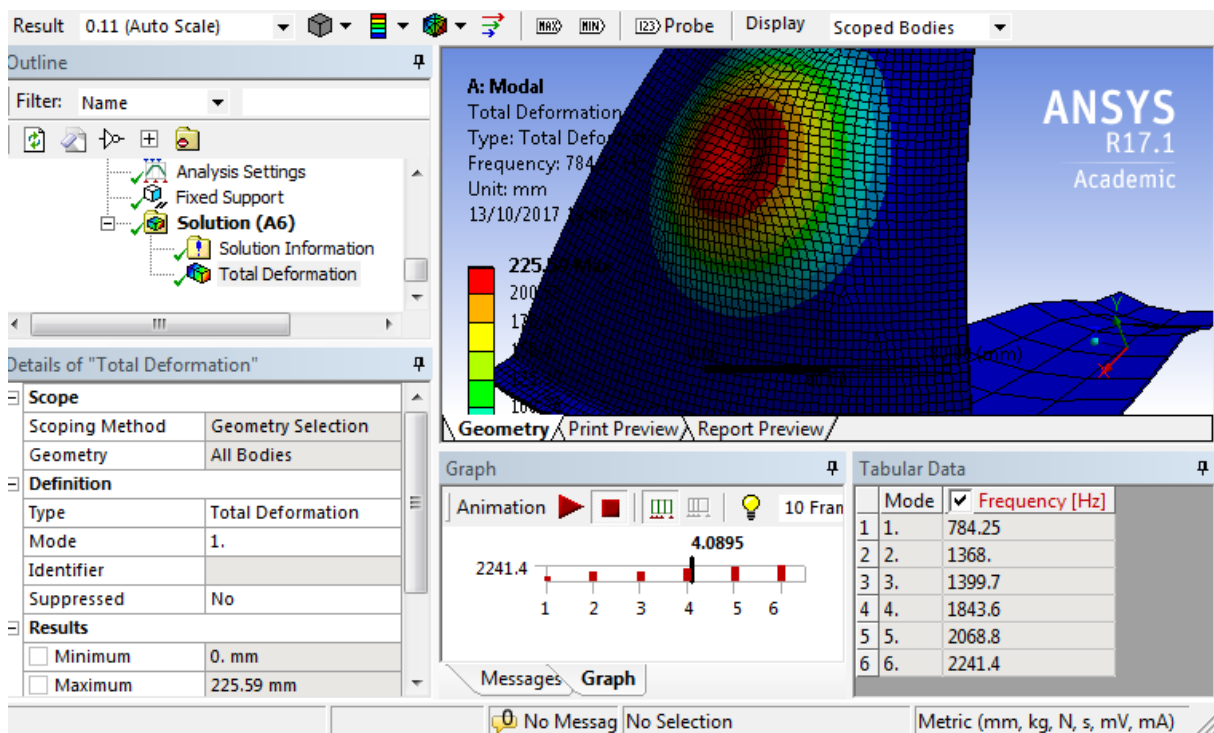 Result 0.11 (Auto Scale) MAX MIN 123 Probe Display Scoped Bodies
Outline
Filter: Name
Analysis Settings
Fixed Support
Solution (A6)
Solution Information
Total Deformation
Details of "Total Deformation"
Scope
Scoping Method Geometry Selection
Geometry All Bodies
Definition
Type Total Deformation
Mode 1.
Identifier
Suppressed No
Results
Minimum 0. mm
Maximum 225.59 mm
A: Modal
Total Deformation
Type: Total
Frequency:
Unit: mm
13/10/2017
(mm)
Y
X
ANSYS
R17.1
Academic
Geometry Print Preview Report Preview
Graph
Animation 10 Fram
4.0895
2241.4
1 2 3 4 5 6
Messages Graph
Tabular Data
Mode Frequency [Hz]
1 1. 784.25
2 2. 1368.
3 3. 1399.7
4 4. 1843.6
5 5. 2068.8
6 6. 2241.4
0 No Messag No Selection Metric (mm, kg, N, s, mV, mA)